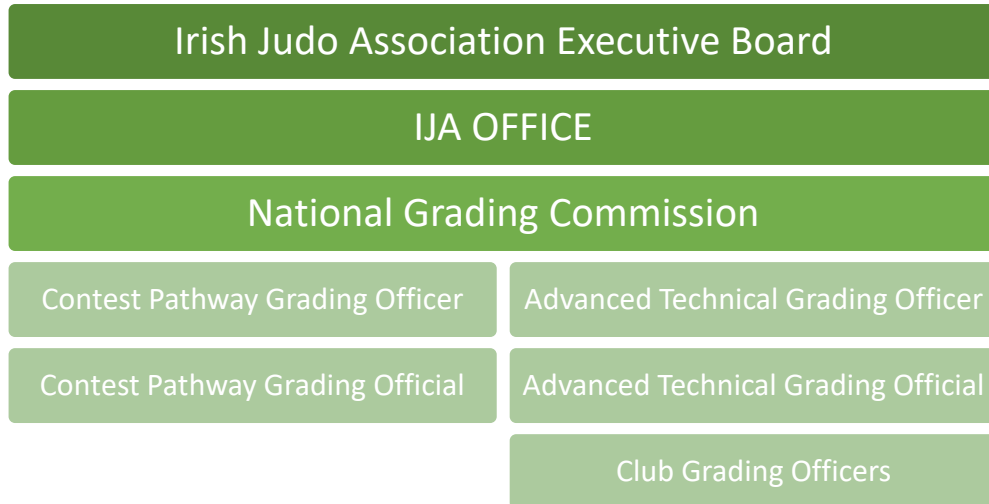 Irish Judo Association Executive Board
IJA OFFICE
National Grading Commission
Contest Pathway Grading Officer
Advanced Technical Grading Officer
Contest Pathway Grading Official
Advanced Technical Grading Official
Club Grading Officers